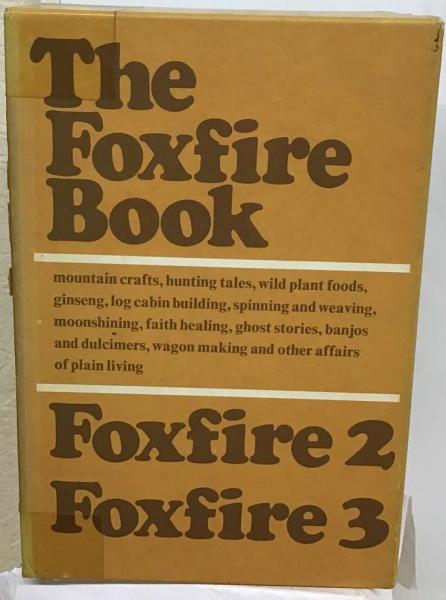 The
Foxfire
Book
mountain crafts, hunting tales, wild plant foods,
ginseng, log cabin building, spinning and weaving,
moonshining, faith healing, ghost stories, banjos
and dulcimers, wagon making and other affairs
of plain living
Foxfire 2
Foxfire 3